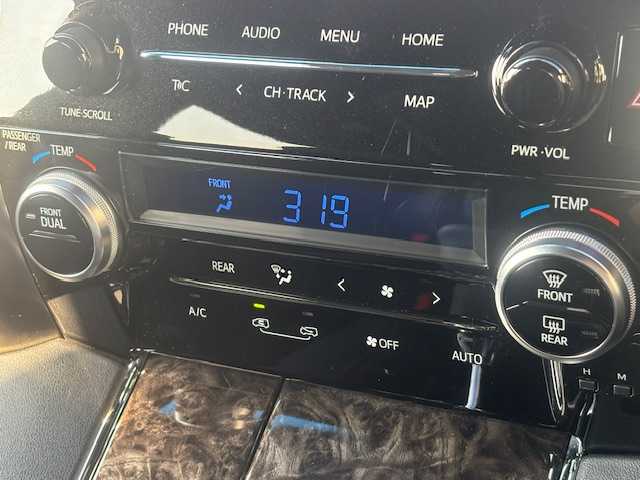 PHONE AUDIO MENU HOME
T C < CH·TRACK > MAP
TUNE·SCROLL
PWR·VOL
PASSENGER
/REAR
TEMP
FRONT
319
TEMP
FRONT
DUAL
REAR < >
FRONT
REAR
A/C
OFF
AUTO
H M